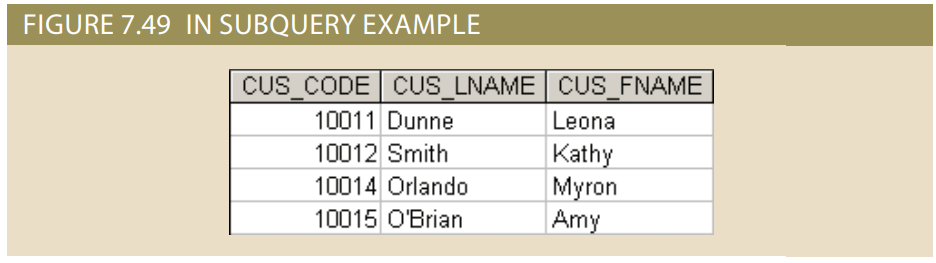 FIGURE 7.49 IN SUBQUERY EXAMPLE
CUS_CODE CUS_LNAME CUS_FNAME
10011 Dunne Leona
10012 Smith Kathy
10014 Orlando Myron
10015 O'Brian Amy